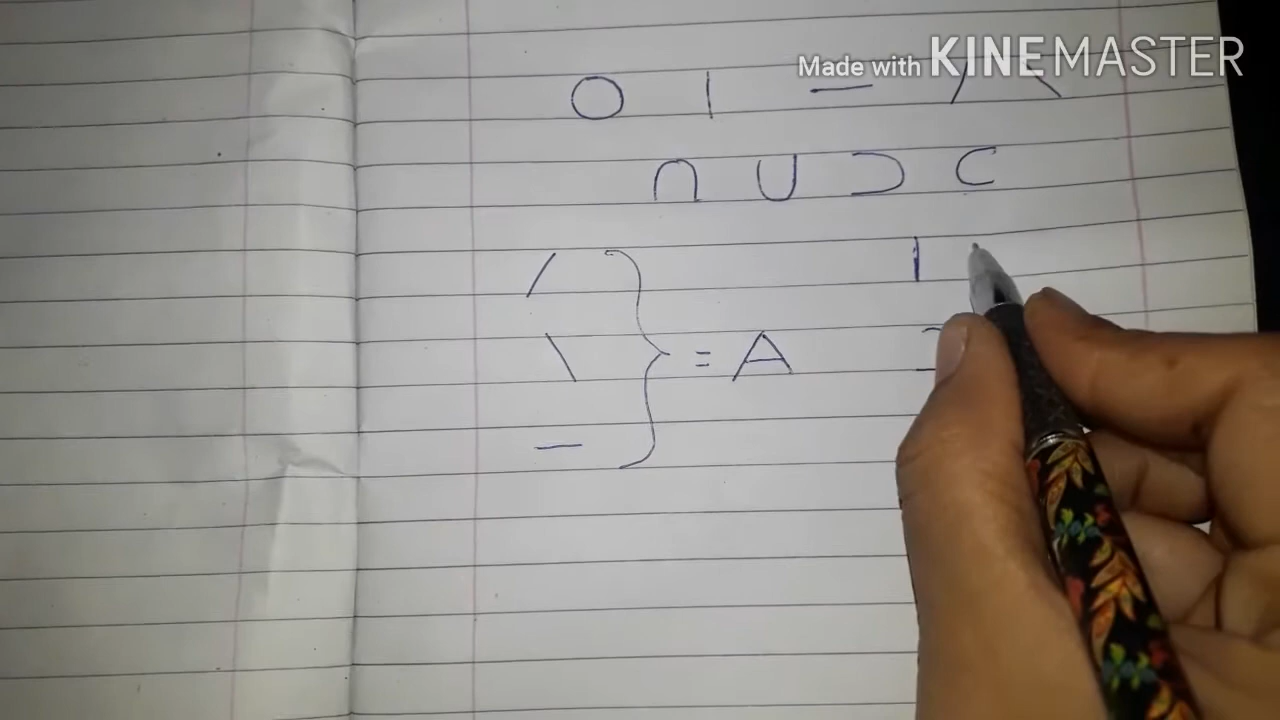 Made with KINEMASTER
O | — / \
∩ U ⊃ C
/ |
\ } = A
—